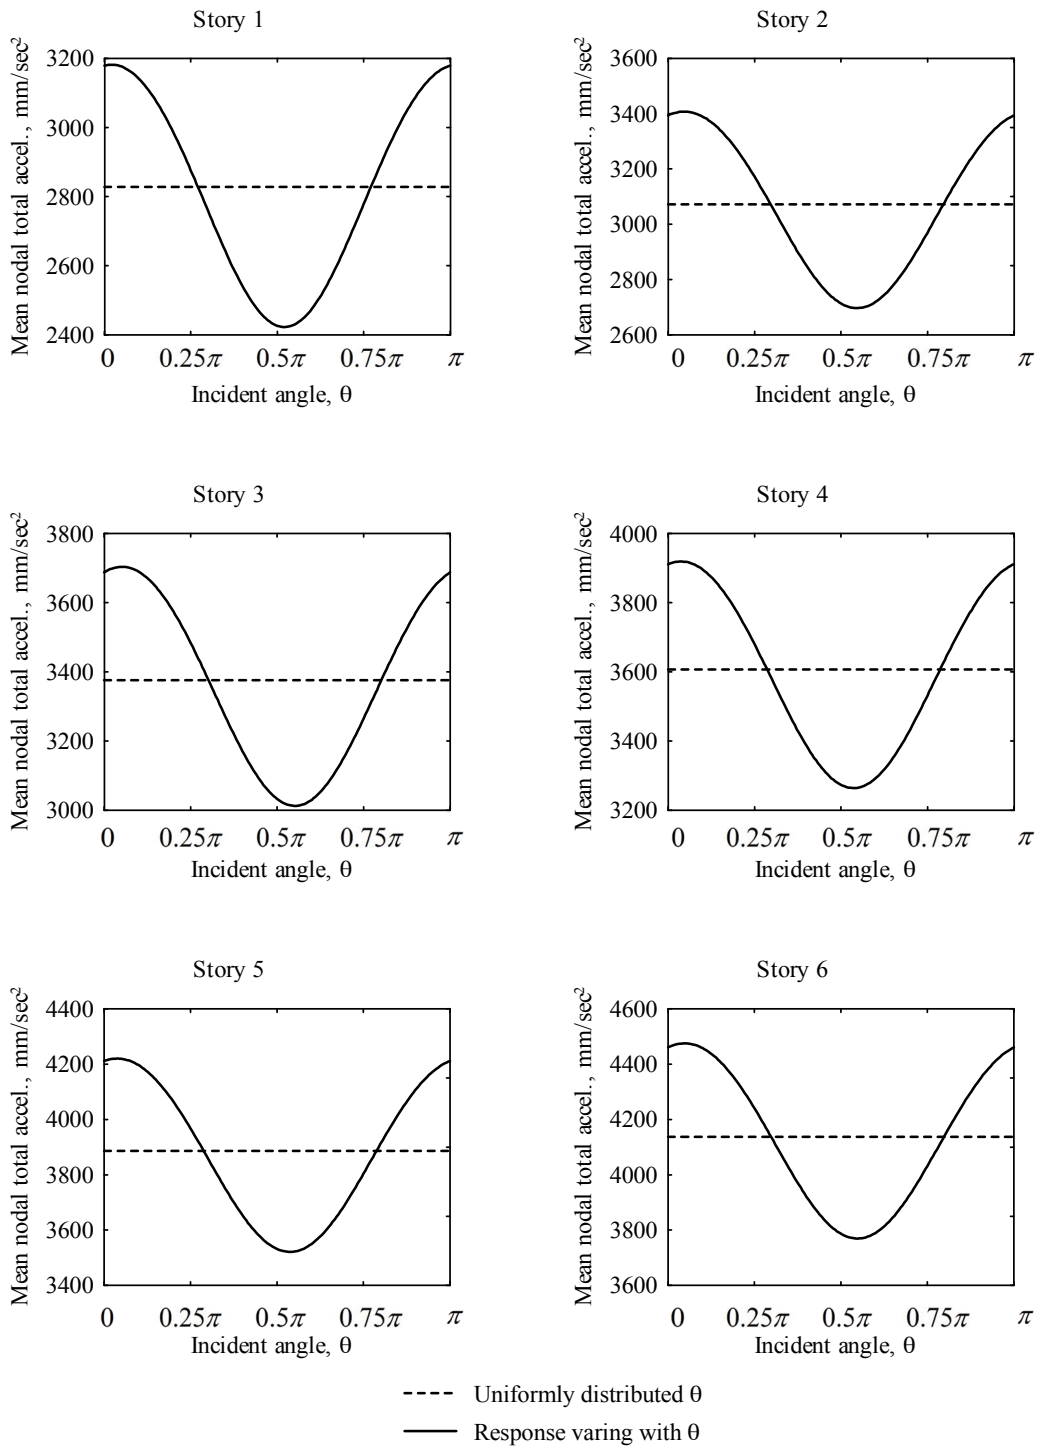 Story 1
Mean nodal total accel., mm/sec²
3200
3000
2800
2600
2400
0 0.25π 0.5π 0.75π π
Incident angle, θ
Story 2
Mean nodal total accel., mm/sec²
3600
3400
3200
3000
2800
2600
0 0.25π 0.5π 0.75π π
Incident angle, θ
Story 3
Mean nodal total accel., mm/sec²
3800
3600
3400
3200
3000
0 0.25π 0.5π 0.75π π
Incident angle, θ
Story 4
Mean nodal total accel., mm/sec²
4000
3800
3600
3400
3200
0 0.25π 0.5π 0.75π π
Incident angle, θ
Story 5
Mean nodal total accel., mm/sec²
4400
4200
4000
3800
3600
3400
0 0.25π 0.5π 0.75π π
Incident angle, θ
Story 6
Mean nodal total accel., mm/sec²
4600
4400
4200
4000
3800
3600
0 0.25π 0.5π 0.75π π
Incident angle, θ
Uniformly distributed θ
Response varing with θ